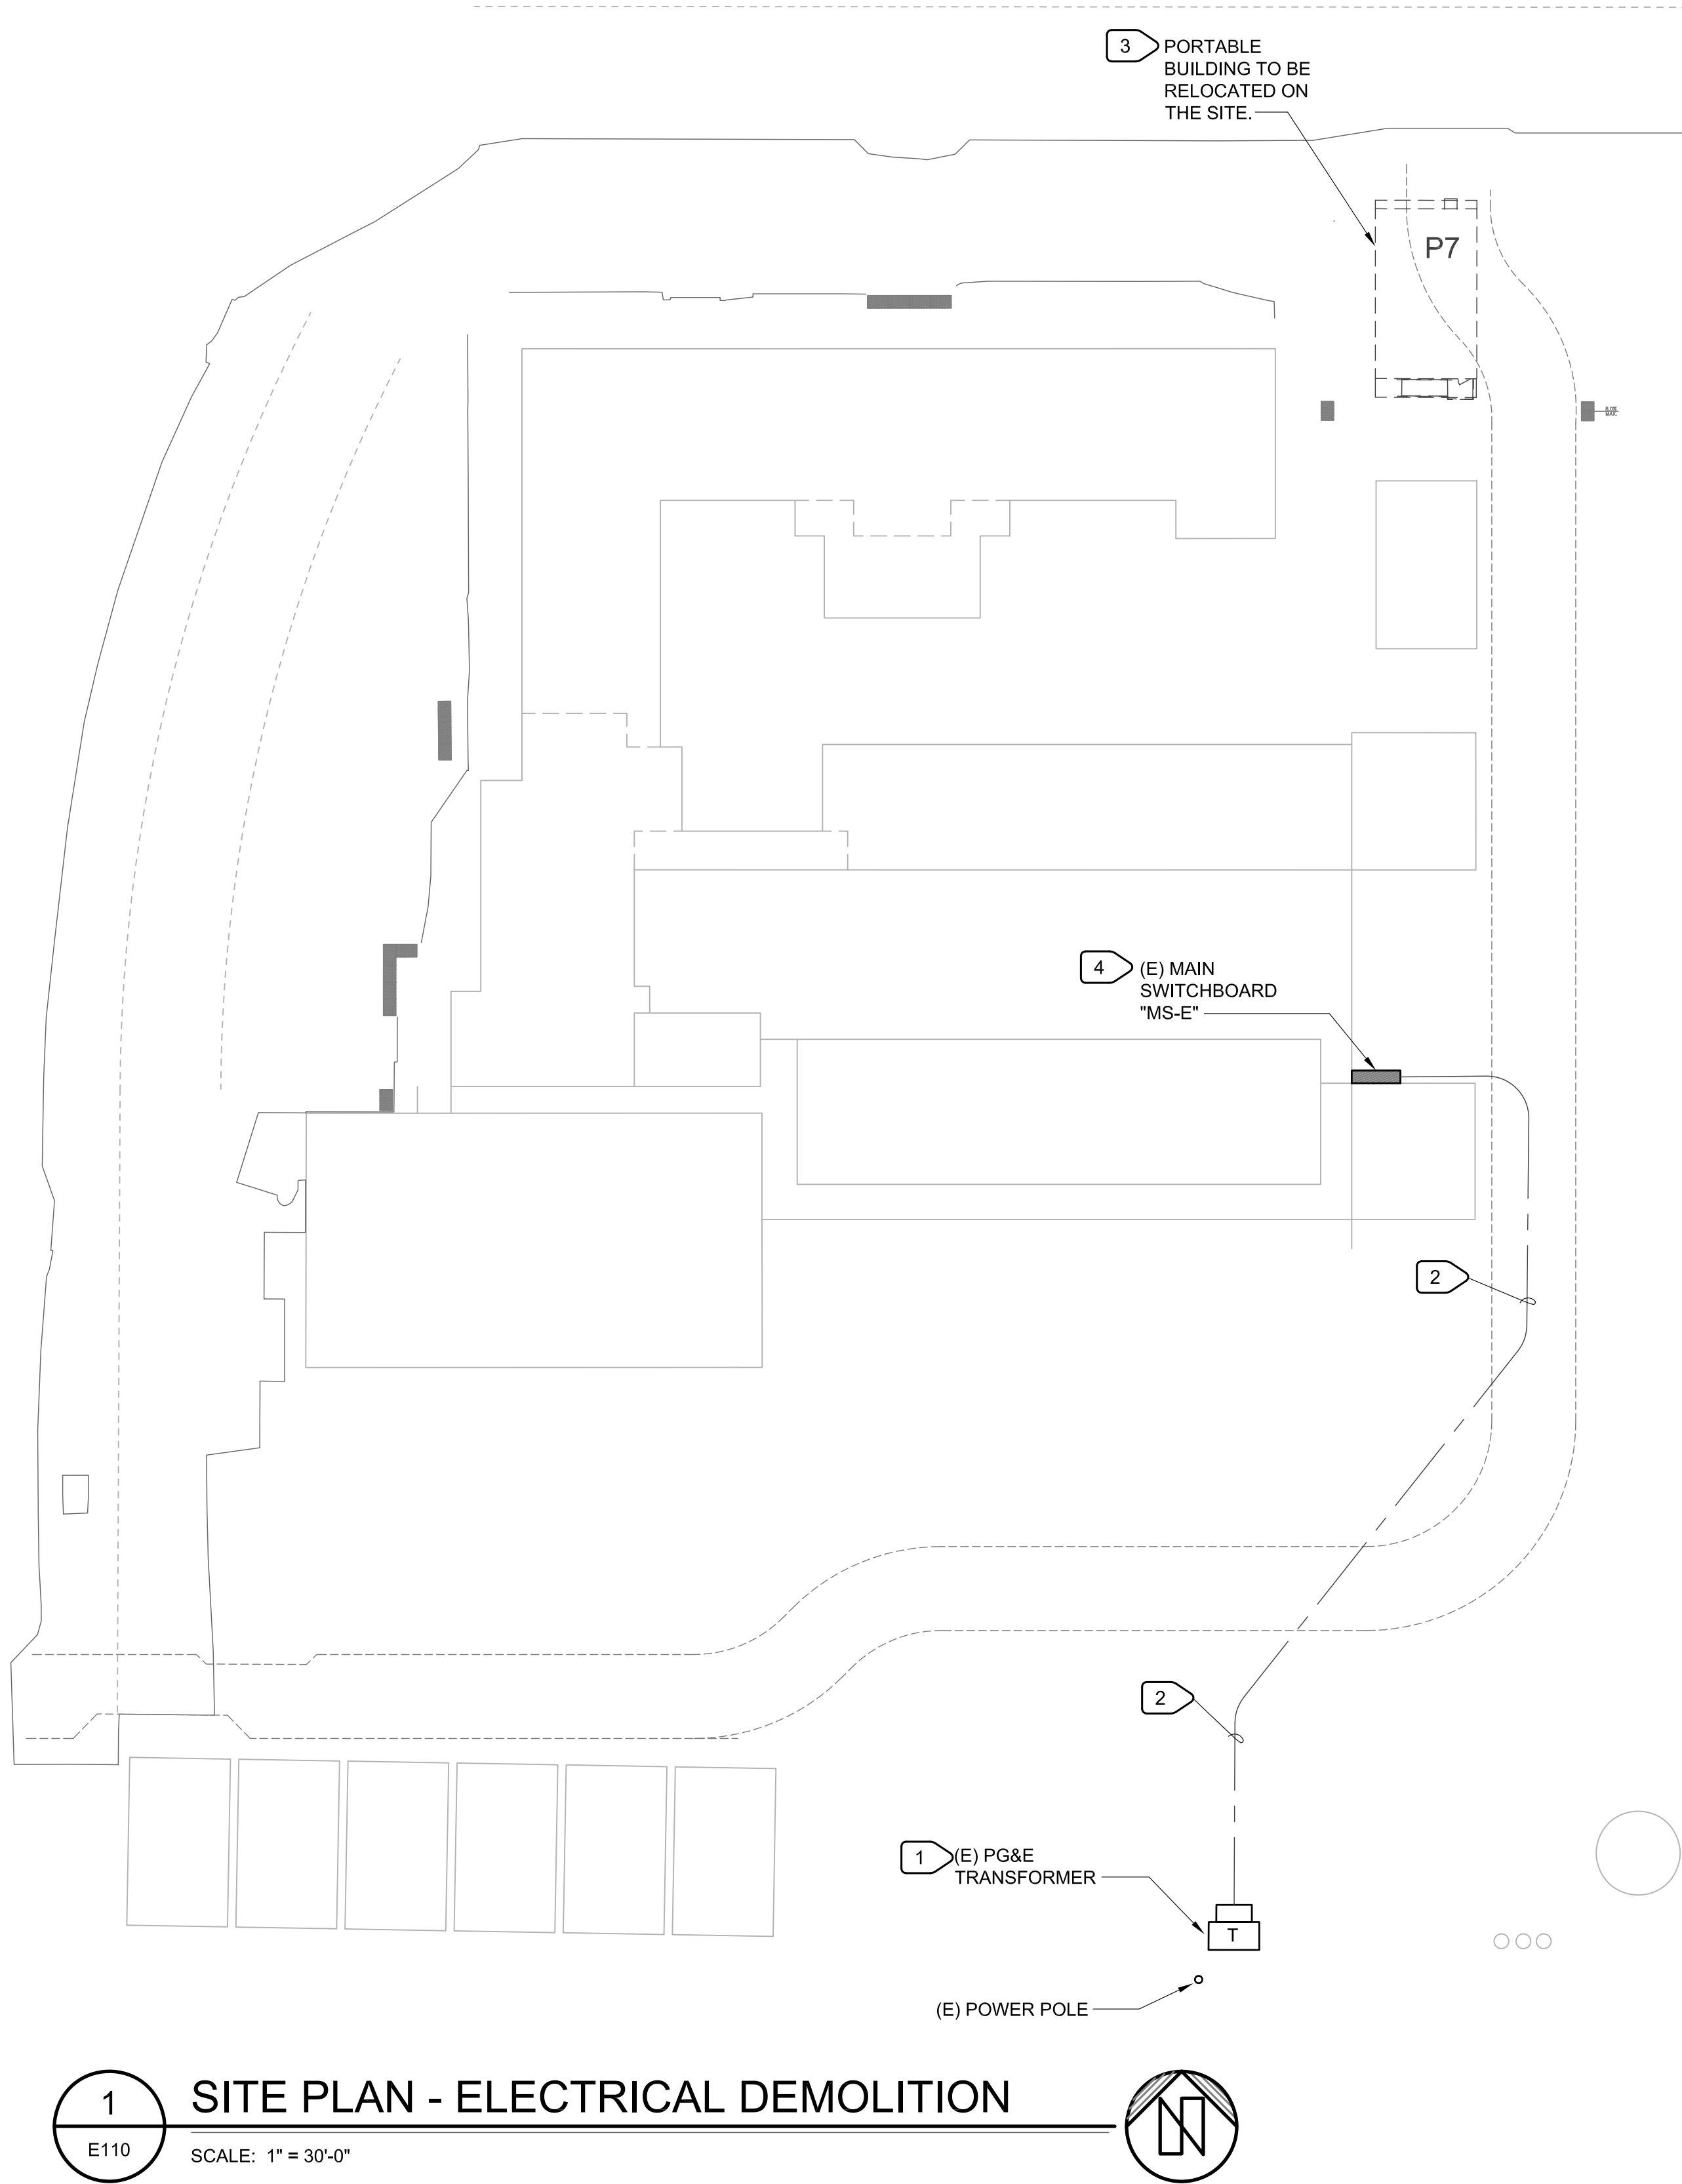 3
PORTABLE
BUILDING TO BE
RELOCATED ON
THE SITE.
P7
4
(E) MAIN
SWITCHBOARD
"MS-E"
2
2
1
(E) PG&E
TRANSFORMER
T
(E) POWER POLE
1
E110
SITE PLAN - ELECTRICAL DEMOLITION
SCALE: 1" = 30'-0"
N